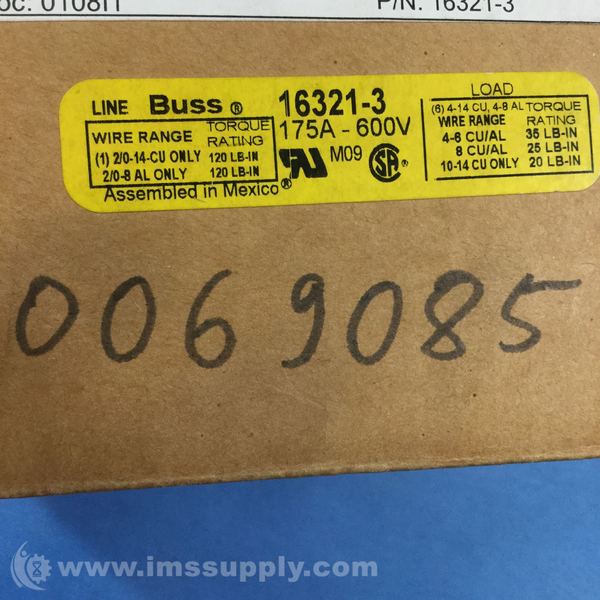 oc: 0108H
P/N: 16321-3
LINE Buss ® 16321-3
175A - 600V
WIRE RANGE TORQUE RATING
(1) 2/0-14-CU ONLY 120 LB-IN
2/0-8 AL ONLY 120 LB-IN
Assembled in Mexico
M09
LOAD
(6) 4-14 CU, 4-8 AL TORQUE
WIRE RANGE RATING
4-6 CU/AL 35 LB-IN
8 CU/AL 25 LB-IN
10-14 CU ONLY 20 LB-IN
0069085
www.imssupply.com